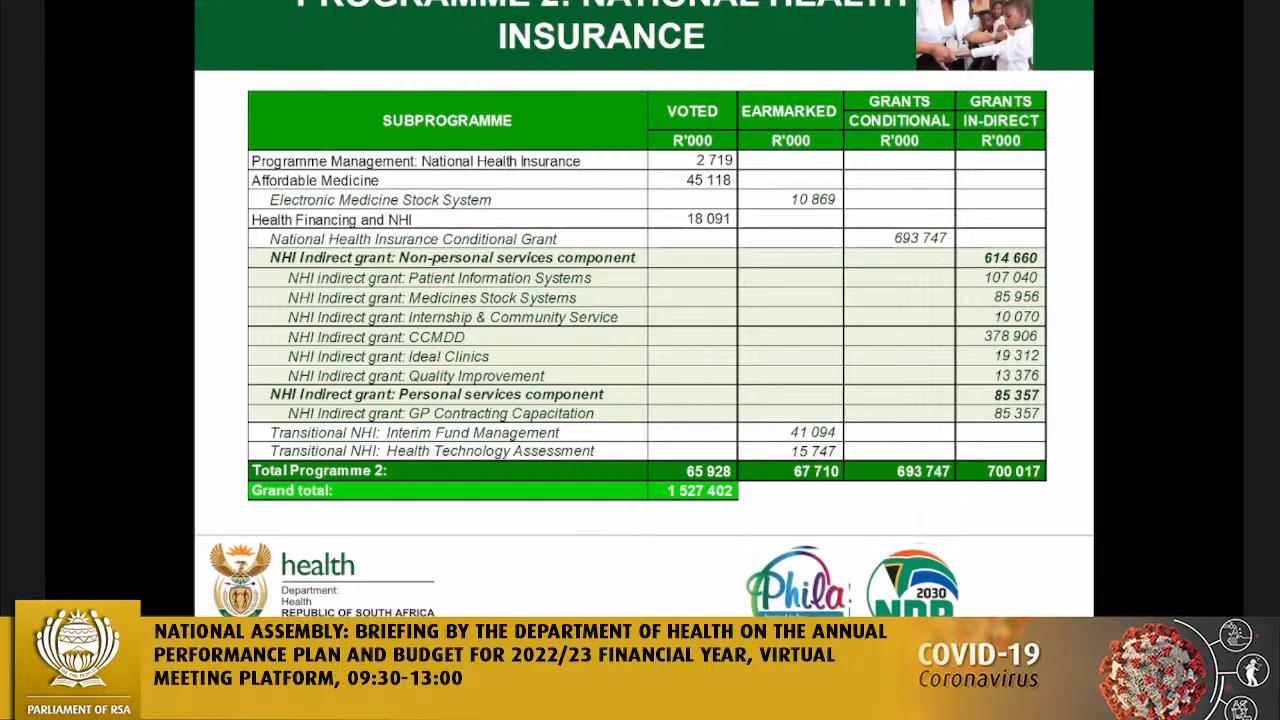 PROGRAMME 2: NATIONAL HEALTH
INSURANCE
SUBPROGRAMME VOTED EARMARKED GRANTS CONDITIONAL GRANTS IN-DIRECT
R'000 R'000 R'000 R'000
Programme Management: National Health Insurance 2 719
Affordable Medicine 45 118
Electronic Medicine Stock System 10 869
Health Financing and NHI 18 091
National Health Insurance Conditional Grant 693 747
NHI Indirect grant: Non-personal services component 614 660
NHI Indirect grant: Patient Information Systems 107 040
NHI Indirect grant: Medicines Stock Systems 85 956
NHI Indirect grant: Internship & Community Service 10 070
NHI Indirect grant: CCMDD 378 906
NHI Indirect grant: Ideal Clinics 19 312
NHI Indirect grant: Quality Improvement 13 376
NHI Indirect grant: Personal services component 85 357
NHI Indirect grant: GP Contracting Capacitation 85 357
Transitional NHI: Interim Fund Management 41 094
Transitional NHI: Health Technology Assessment 15 747
Total Programme 2: 65 928 67 710 693 747 700 017
Grand total: 1 527 402
health
Department:
Health
REPUBLIC OF SOUTH AFRICA
Phila
2030
NDP
NATIONAL ASSEMBLY: BRIEFING BY THE DEPARTMENT OF HEALTH ON THE ANNUAL
PERFORMANCE PLAN AND BUDGET FOR 2022/23 FINANCIAL YEAR, VIRTUAL
MEETING PLATFORM, 09:30-13:00
PARLIAMENT OF RSA
COVID-19
Coronavirus